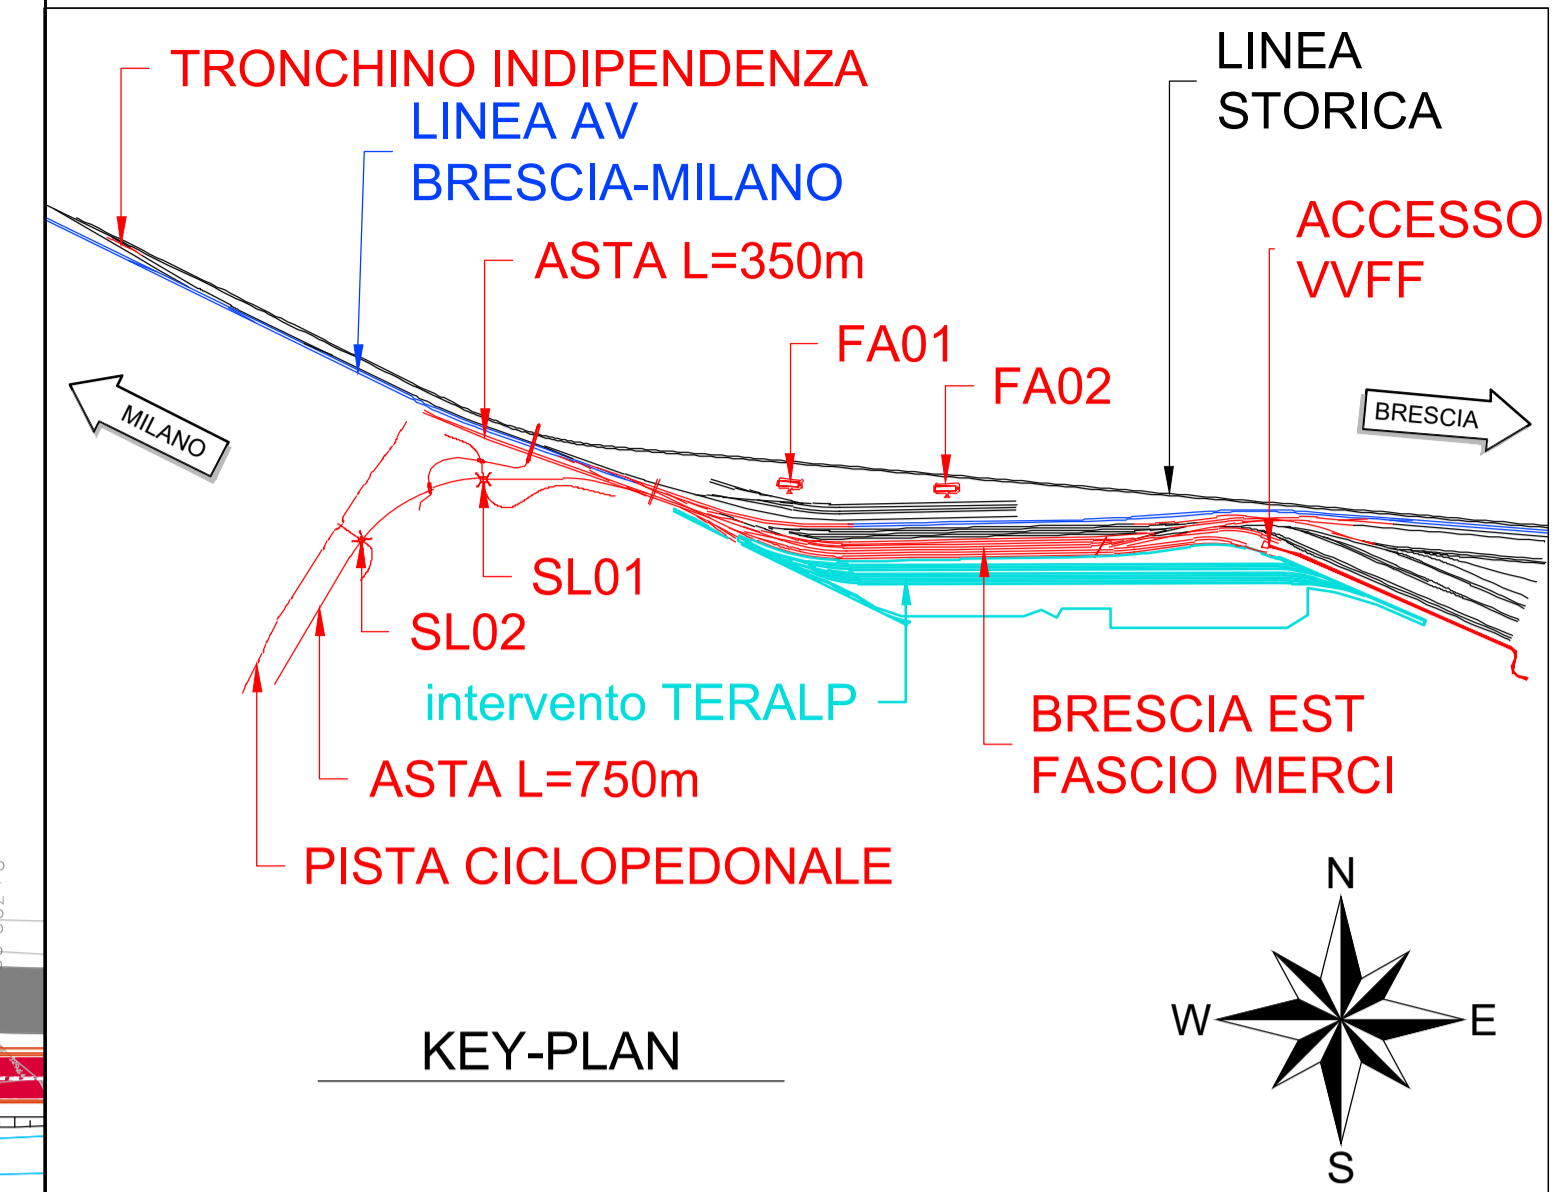 TRONCHINO INDIPENDENZA
LINEA AV
BRESCIA-MILANO
LINEA
STORICA
ASTA L=350m
ACCESSO
VVFF
FA01
FA02
MILANO
BRESCIA
SL01
SL02
intervento TERALP
BRESCIA EST
FASCIO MERCI
ASTA L=750m
PISTA CICLOPEDONALE
KEY-PLAN
N
W
E
S